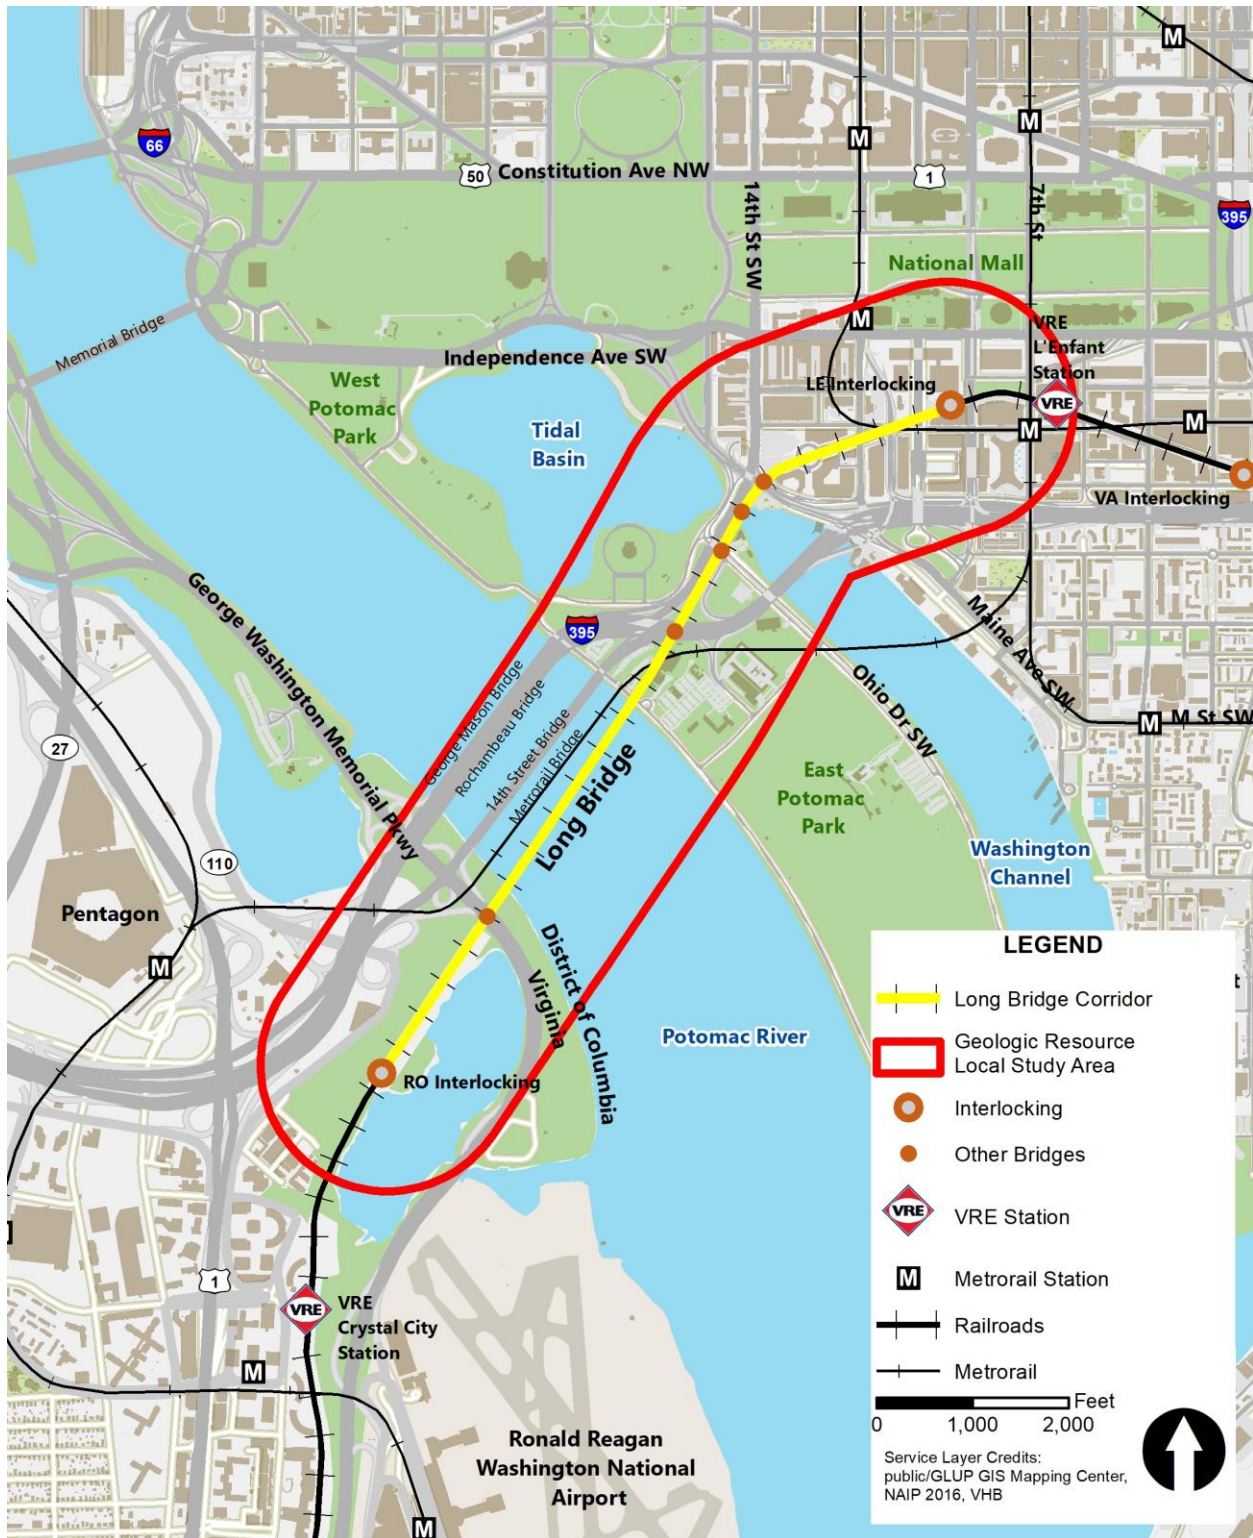 M
66
M
M
50
Constitution Ave NW
1
14th St SW
7th St
395
National Mall
Memorial Bridge
M
VRE
L'Enfant
Station
Independence Ave SW
LE Interlocking
West
Potomac
Park
VRE
Tidal
Basin
M
M
VA Interlocking
George Washington Memorial Pkwy
395
Maine Ave SW
Ohio Dr SW
George Mason Bridge
Rochambeau Bridge
14th Street Bridge
Metrorail Bridge
Long Bridge
M
M St SW
27
East
Potomac
Park
110
Washington
Channel
Pentagon
M
District of Columbia
Virginia
Potomac River
RO Interlocking
1
VRE
VRE
Crystal City
Station
M
Ronald Reagan
Washington National
Airport
M
LEGEND
Long Bridge Corridor
Geologic Resource
Local Study Area
Interlocking
Other Bridges
VRE
VRE Station
M
Metrorail Station
Railroads
Metrorail
Feet
0 1,000 2,000
Service Layer Credits:
public/GLUP GIS Mapping Center,
NAIP 2016, VHB